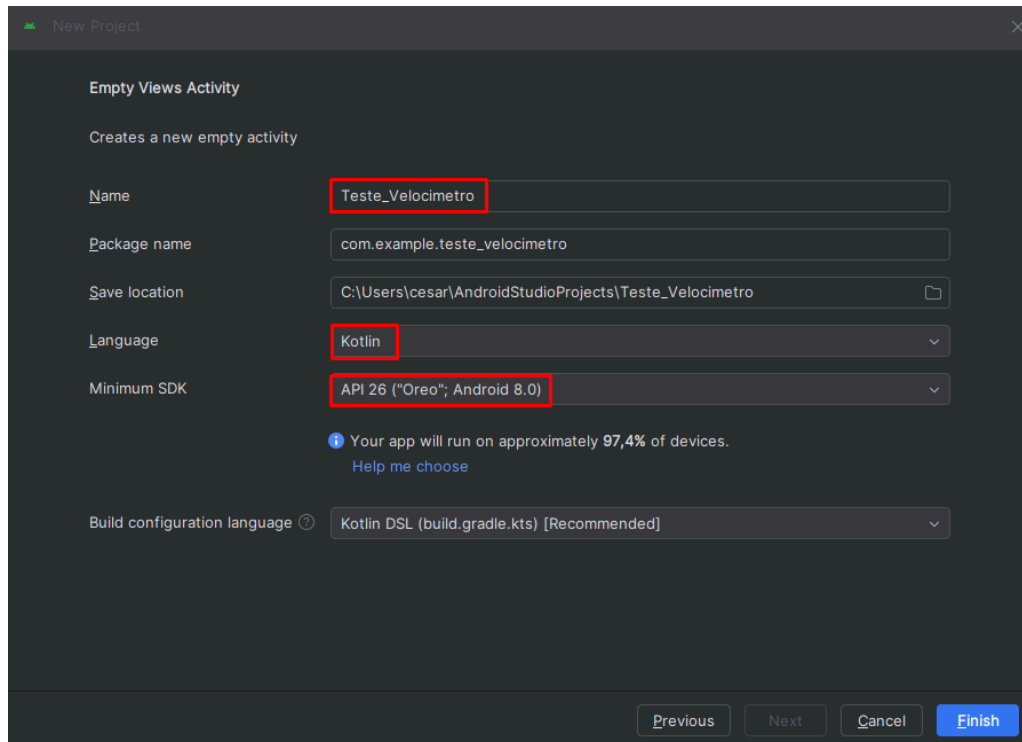 New Project
Empty Views Activity
Creates a new empty activity
Name
Teste_Velocimetro
Package name
com.example.teste_velocimetro
Save location
C:\Users\cesar\AndroidStudioProjects\Teste_Velocimetro
Language
Kotlin
Minimum SDK
API 26 ("Oreo"; Android 8.0)
Your app will run on approximately 97,4% of devices.
Help me choose
Build configuration language ?
Kotlin DSL (build.gradle.kts) [Recommended]
Previous Next Cancel Finish